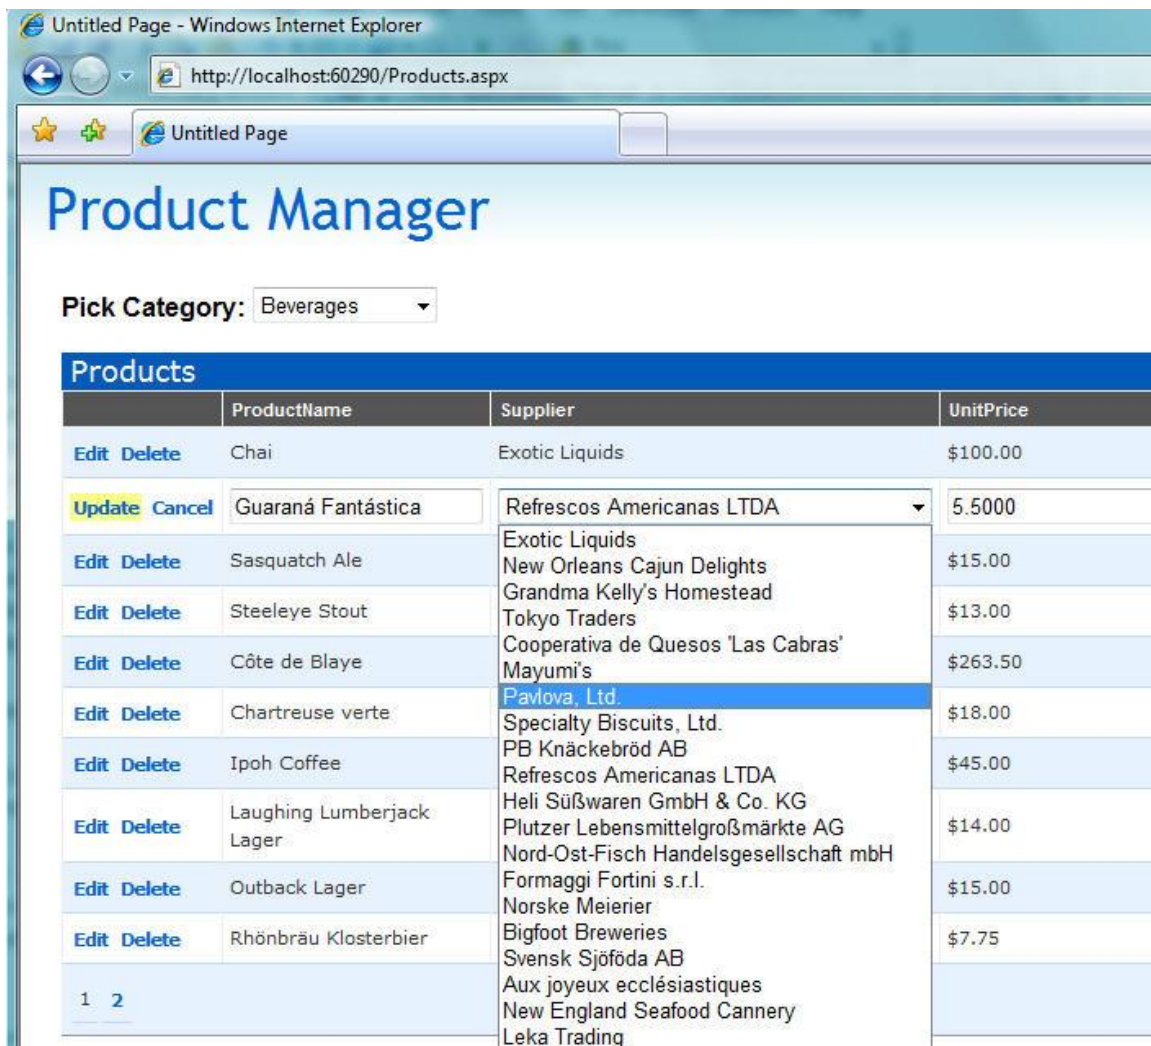 Untitled Page - Windows Internet Explorer
http://localhost:60290/Products.aspx
Untitled Page
Product Manager
Pick Category: Beverages
Products
ProductName Supplier UnitPrice
Edit Delete Chai Exotic Liquids $100.00
Update Cancel Guaraná Fantástica Refrescos Americanas LTDA 5.5000
Exotic Liquids
New Orleans Cajun Delights
Grandma Kelly's Homestead
Tokyo Traders
Cooperativa de Quesos 'Las Cabras'
Mayumi's
Pavlova, Ltd.
Specialty Biscuits, Ltd.
PB Knäckebröd AB
Refrescos Americanas LTDA
Heli Süßwaren GmbH & Co. KG
Plutzer Lebensmittelgroßmärkte AG
Nord-Ost-Fisch Handelsgesellschaft mbH
Formaggi Fortini s.r.l.
Norske Meierier
Bigfoot Breweries
Svensk Sjöföda AB
Aux joyeux ecclésiastiques
New England Seafood Cannery
Leka Trading
Edit Delete Sasquatch Ale $15.00
Edit Delete Steeleye Stout $13.00
Edit Delete Côte de Blaye $263.50
Edit Delete Chartreuse verte $18.00
Edit Delete Ipoh Coffee $45.00
Edit Delete Laughing Lumberjack $14.00
Lager
Edit Delete Outback Lager $15.00
Edit Delete Rhönbräu Klosterbier $7.75
1 2